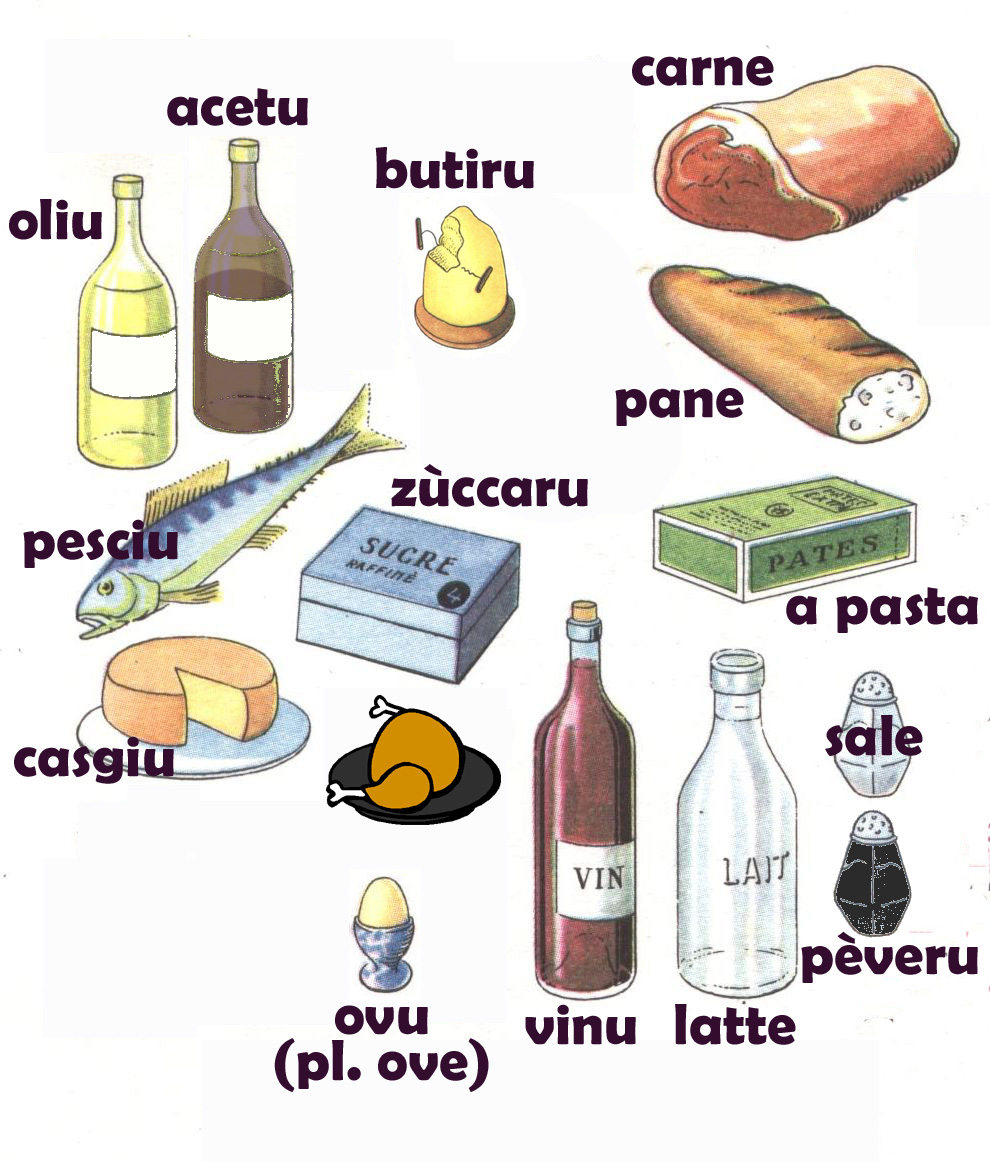 carne
acetu
butiru
oliu
pane
zùccaru
pesciu
SUCRE
RAFFINÉ
4
PATES
a pasta
sale
casgiu
VIN
LAIT
pèveru
ovu
(pl. ove)
vinu
latte